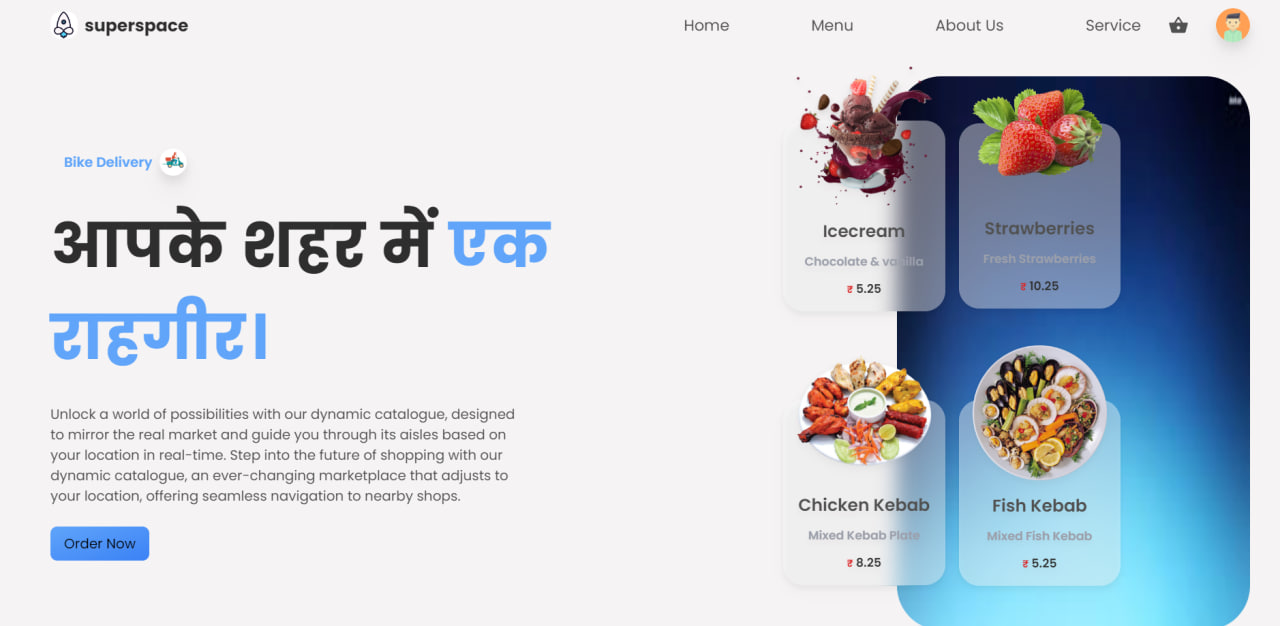 superspace
Home
Menu
About Us
Service
Bike Delivery
आपके शहर में एक
राहगीर।
Unlock a world of possibilities with our dynamic catalogue, designed
to mirror the real market and guide you through its aisles based on
your location in real-time. Step into the future of shopping with our
dynamic catalogue, an ever-changing marketplace that adjusts to
your location, offering seamless navigation to nearby shops.
Order Now
Icecream
Chocolate & vanilla
₹ 5.25
Strawberries
Fresh Strawberries
₹ 10.25
Chicken Kebab
Mixed Kebab Plate
₹ 8.25
Fish Kebab
Mixed Fish Kebab
₹ 5.25